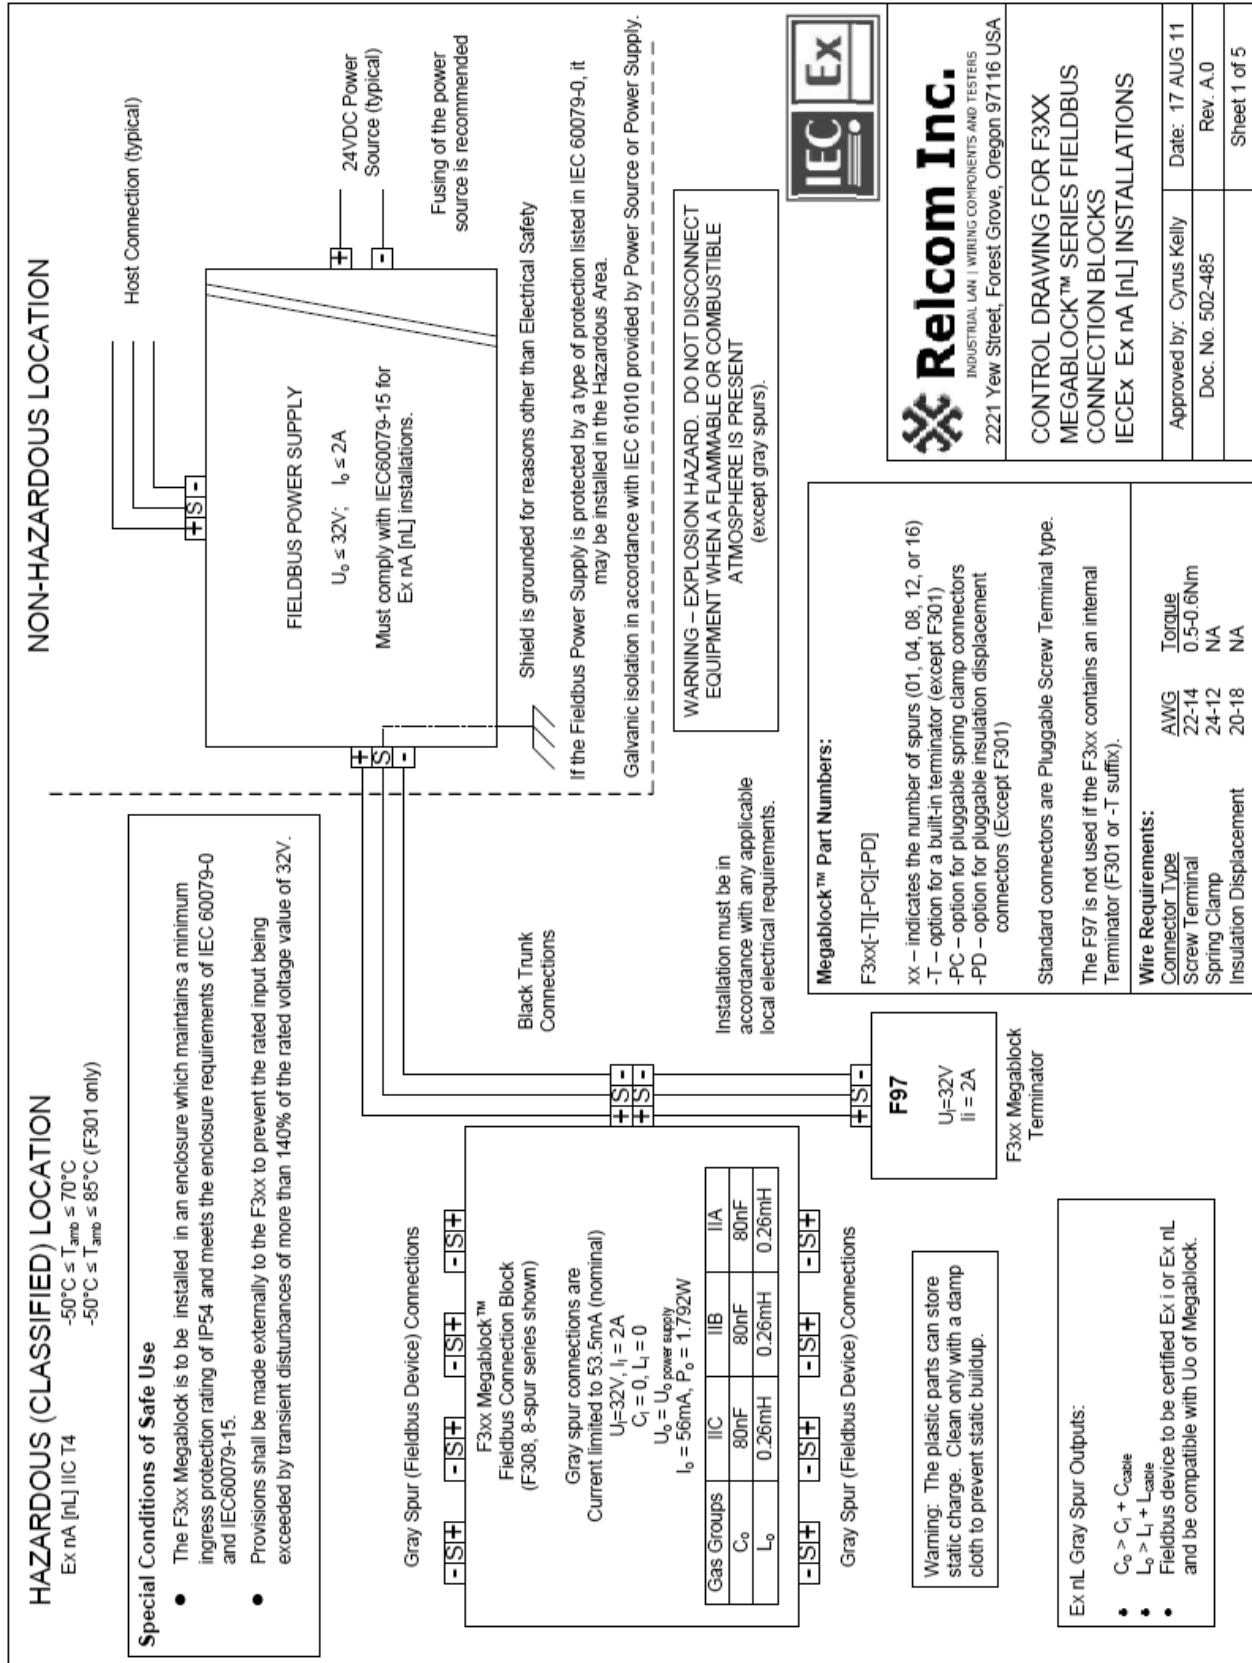 HAZARDOUS (CLASSIFIED) LOCATION
Ex nA [nL] IIC T4
-50°C ≤ Tamb ≤ 70°C
-50°C ≤ Tamb ≤ 85°C (F301 only)
Special Conditions of Safe Use
● The F3xx Megablock is to be installed in an enclosure which maintains a minimum
ingress protection rating of IP54 and meets the enclosure requirements of IEC 60079-0
and IEC60079-15.
● Provisions shall be made externally to the F3xx to prevent the rated input being
exceeded by transient disturbances of more than 140% of the rated voltage value of 32V.
NON-HAZARDOUS LOCATION
Host Connection (typical)
+ S -
FIELDBUS POWER SUPPLY
Uo ≤ 32V; Io ≤ 2A
Must comply with IEC60079-15 for
Ex nA [nL] installations.
+
-
24VDC Power
Source (typical)
Fusing of the power
source is recommended
+
S
-
Shield is grounded for reasons other than Electrical Safety
If the Fieldbus Power Supply is protected by a type of protection listed in IEC 60079-0, it
may be installed in the Hazardous Area.
Galvanic isolation in accordance with IEC 61010 provided by Power Source or Power Supply.
Gray Spur (Fieldbus Device) Connections
- S + - S + - S + - S +
F3xx Megablock™
Fieldbus Connection Block
(F308, 8-spur series shown)
Gray spur connections are
Current limited to 53.5mA (nominal)
UI=32V, II = 2A
CI = 0, LI = 0
Uo = Uo power supply
Io = 56mA, Po = 1.792W
Gas Groups IIC IIB IIA
Co 80nF 80nF 80nF
Lo 0.26mH 0.26mH 0.26mH
- S + - S + - S + - S +
Gray Spur (Fieldbus Device) Connections
Black Trunk
Connections
+ S -
+ S -
Installation must be in
accordance with any applicable
local electrical requirements.
+ S -
F97
UI=32V
Ii = 2A
F3xx Megablock
Terminator
WARNING – EXPLOSION HAZARD. DO NOT DISCONNECT
EQUIPMENT WHEN A FLAMMABLE OR COMBUSTIBLE
ATMOSPHERE IS PRESENT
(except gray spurs).
Warning: The plastic parts can store
static charge. Clean only with a damp
cloth to prevent static buildup.
Ex nL Gray Spur Outputs:
♦ Co > CI + Ccable
♦ Lo > LI + Lcable
● Fieldbus device to be certified Ex i or Ex nL
and be compatible with Uo of Megablock.
Megablock™ Part Numbers:
F3xx[-T][-PC][-PD]
xx – indicates the number of spurs (01, 04, 08, 12, or 16)
-T – option for a built-in terminator (except F301)
-PC – option for pluggable spring clamp connectors
-PD – option for pluggable insulation displacement
connectors (Except F301)
Standard connectors are Pluggable Screw Terminal type.
The F97 is not used if the F3xx contains an internal
Terminator (F301 or -T suffix).
Wire Requirements:
Connector Type AWG Torque
Screw Terminal 22-14 0.5-0.6Nm
Spring Clamp 24-12 NA
Insulation Displacement 20-18 NA
IEC Ex
Relcom Inc.
INDUSTRIAL LAN | WIRING COMPONENTS AND TESTERS
2221 Yew Street, Forest Grove, Oregon 97116 USA
CONTROL DRAWING FOR F3XX
MEGABLOCK™ SERIES FIELDBUS
CONNECTION BLOCKS
IECEx Ex nA [nL] INSTALLATIONS
Approved by: Cyrus Kelly Date: 17 AUG 11
Doc. No. 502-485 Rev. A.0
Sheet 1 of 5